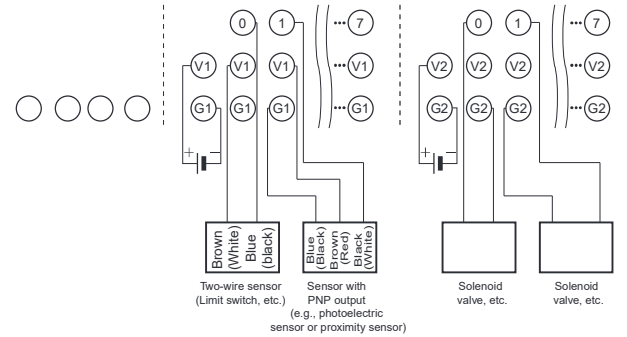 0 1 ··· 7 0 1 ··· 7
V1 V1 V1 ··· V1 V2 V2 V2 ··· V2
G1 G1 G1 ··· G1 G2 G2 G2 ··· G2
+ − + −
Brown
(White)
Blue
(black)
Blue
(Black)
Brown
(Red)
Black
(White)
Two-wire sensor
(Limit switch, etc.)
Sensor with
PNP output
(e.g., photoelectric
sensor or proximity sensor)
Solenoid
valve, etc.
Solenoid
valve, etc.